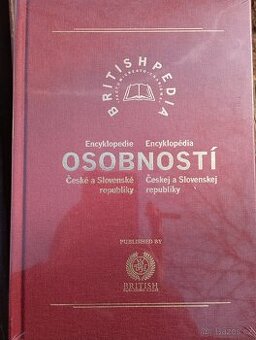 BRITISHPEDIA
Encyklopedie Encyklopédia
OSOBNOSTÍ
České a Slovenské Českej a Slovenskej
republiky republiky
PUBLISHED BY
BRITISH